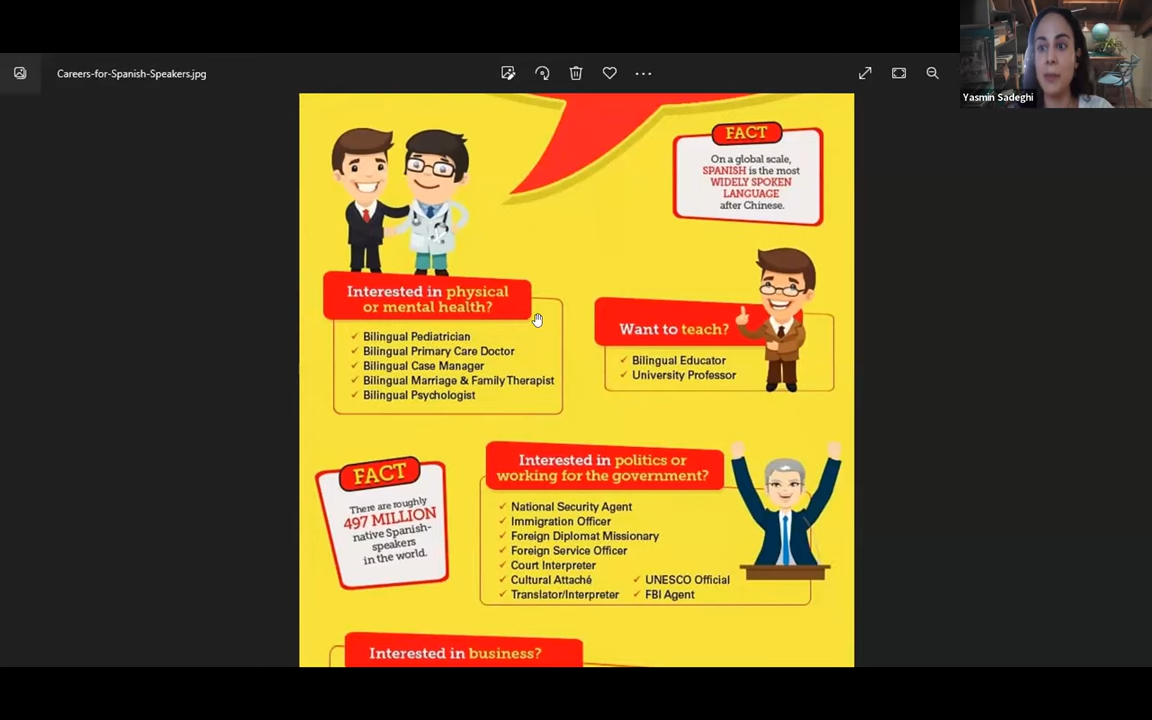 Careers-for-Spanish-Speakers.jpg
Yasmin Sadeghi
FACT
On a global scale,
SPANISH is the most
WIDELY SPOKEN
LANGUAGE
after Chinese.
Interested in physical
or mental health?
✓ Bilingual Pediatrician
✓ Bilingual Primary Care Doctor
✓ Bilingual Case Manager
✓ Bilingual Marriage & Family Therapist
✓ Bilingual Psychologist
Want to teach?
✓ Bilingual Educator
✓ University Professor
FACT
There are roughly
497 MILLION
native Spanish-
speakers
in the world.
Interested in politics or
working for the government?
✓ National Security Agent
✓ Immigration Officer
✓ Foreign Diplomat Missionary
✓ Foreign Service Officer
✓ Court Interpreter
✓ Cultural Attaché
✓ Translator/Interpreter
✓ UNESCO Official
✓ FBI Agent
Interested in business?